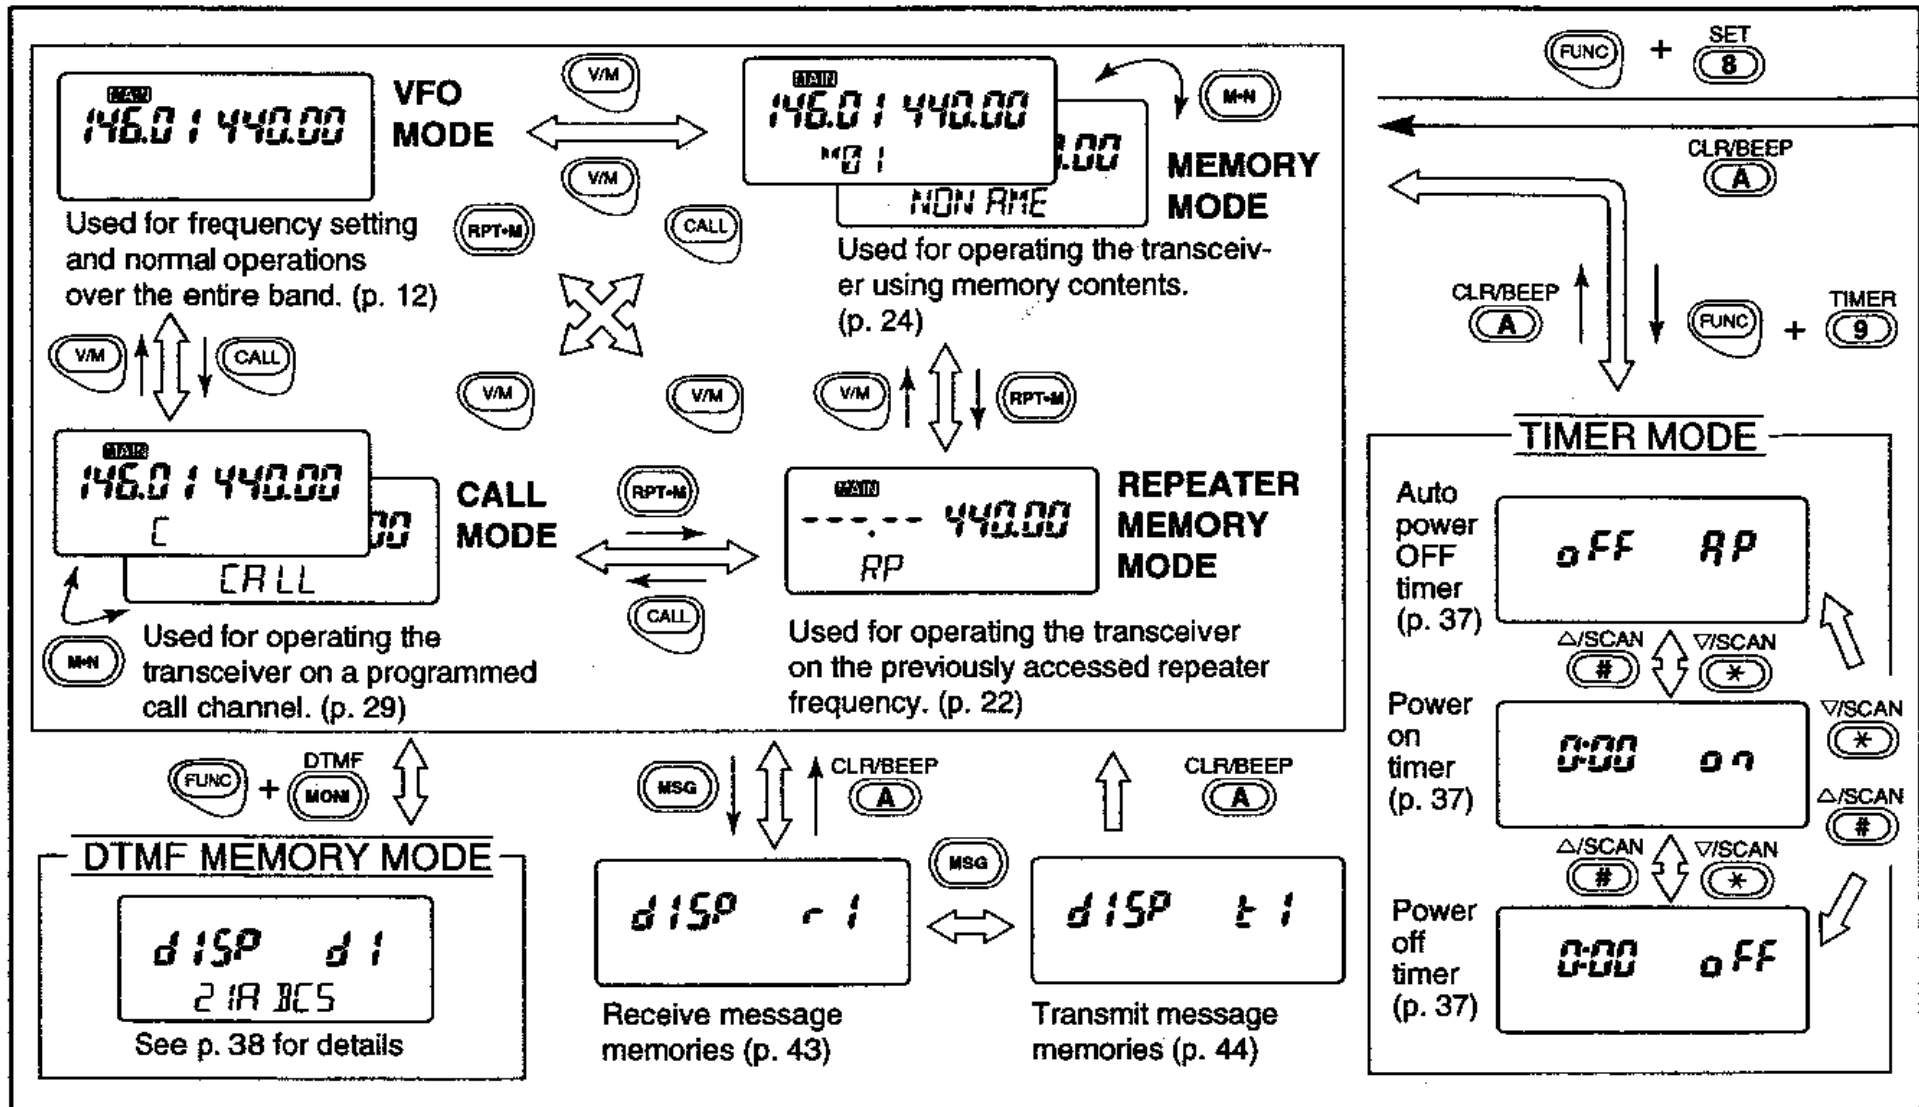 V/M
MAIN
146.01 440.00
VFO
MODE
V/M
Used for frequency setting
and normal operations
over the entire band. (p. 12)
MAIN
146.01 440.00
M01
.00
NONAME
M•N
MEMORY
MODE
RPT•M
CALL
Used for operating the transceiv-
er using memory contents.
(p. 24)
V/M
CALL
V/M
V/M
V/M
RPT•M
MAIN
146.01 440.00
C
00
CALL
CALL
MODE
RPT•M
CALL
M•N
Used for operating the
transceiver on a programmed
call channel. (p. 29)
MAIN
---.-- 440.00
RP
REPEATER
MEMORY
MODE
Used for operating the transceiver
on the previously accessed repeater
frequency. (p. 22)
FUNC
+
DTMF
MONI
DTMF MEMORY MODE
dISP d1
21ABC5
See p. 38 for details
MSG
CLR/BEEP
A
dISP r1
Receive message
memories (p. 43)
MSG
CLR/BEEP
A
dISP t1
Transmit message
memories (p. 44)
FUNC
+
SET
8
CLR/BEEP
A
CLR/BEEP
A
FUNC
+
TIMER
9
TIMER MODE
Auto
power
OFF
timer
(p. 37)
oFF AP
△/SCAN
#
▽/SCAN
*
Power
on
timer
(p. 37)
0:00 on
▽/SCAN
*
△/SCAN
#
△/SCAN
#
▽/SCAN
*
Power
off
timer
(p. 37)
0:00 oFF